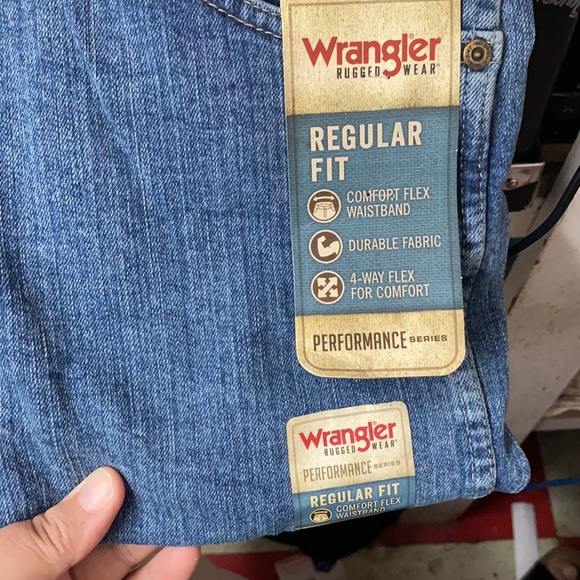 Wrangler
RUGGED WEAR
REGULAR
FIT
COMFORT FLEX
WAISTBAND
DURABLE FABRIC
4-WAY FLEX
FOR COMFORT
PERFORMANCE SERIES
Wrangler
RUGGED WEAR
PERFORMANCE SERIES
REGULAR FIT
COMFORT FLEX
WAISTBAND